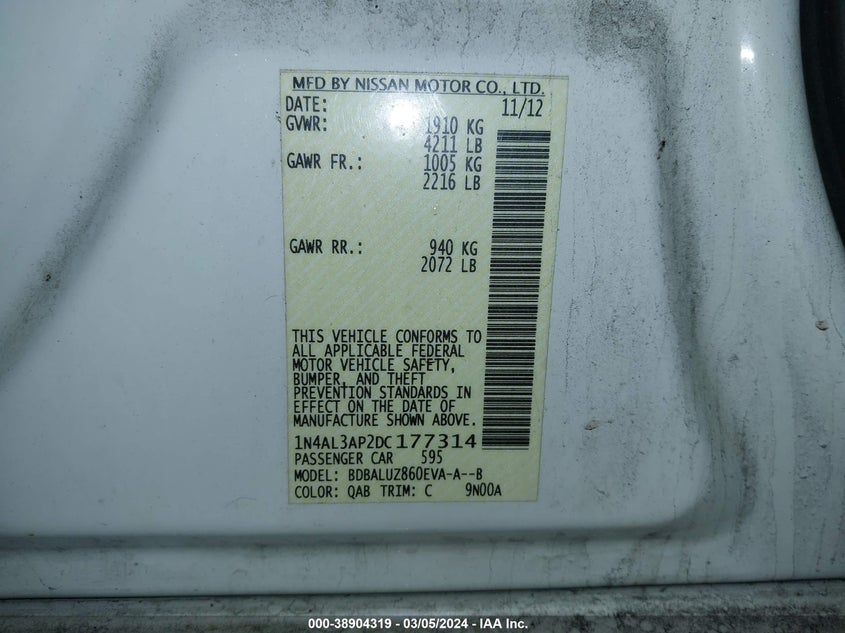 MFD BY NISSAN MOTOR CO., LTD.
DATE: 11/12
GVWR: 1910 KG
4211 LB
GAWR FR.: 1005 KG
2216 LB
GAWR RR.: 940 KG
2072 LB
THIS VEHICLE CONFORMS TO
ALL APPLICABLE FEDERAL
MOTOR VEHICLE SAFETY,
BUMPER, AND THEFT
PREVENTION STANDARDS IN
EFFECT ON THE DATE OF
MANUFACTURE SHOWN ABOVE.
1N4AL3AP2DC177314
PASSENGER CAR 595
MODEL: BDBALUZ860EVA-A--B
COLOR: QAB TRIM: C 9N00A
000-38904319 - 03/05/2024 - IAA Inc.